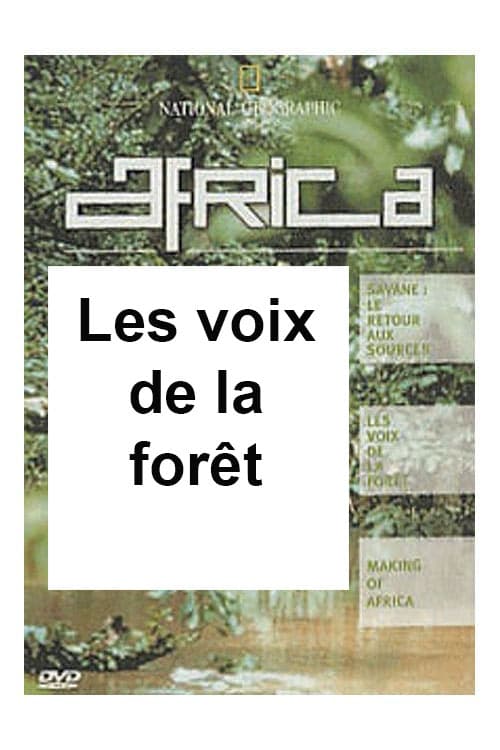 NATIONAL GEOGRAPHIC
aFRICa
Les voix
de la
forêt
SAVANE :
LE
RETOUR
AUX
SOURCES
LES
VOIX
DE
LA
FORÊT
MAKING
OF
AFRICA
DVD